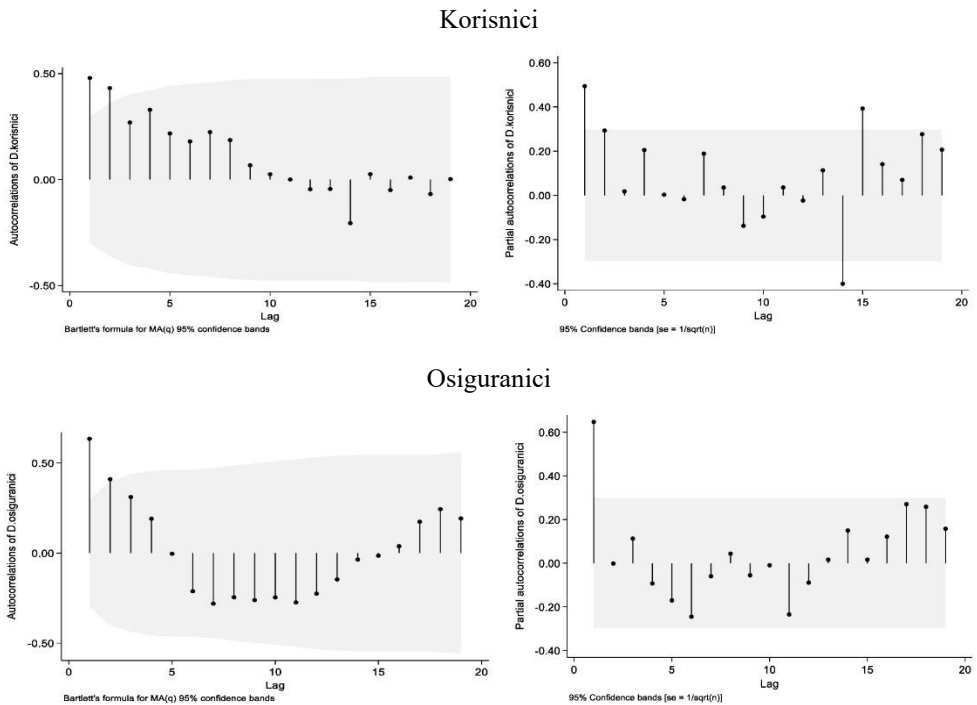 Korisnici
Autocorrelations of D.korisnici
0.50
0.00
-0.50
0 5 10 15 20
Lag
Bartlett's formula for MA(q) 95% confidence bands
Partial autocorrelations of D.korisnici
0.60
0.40
0.20
0.00
-0.20
-0.40
0 5 10 15 20
Lag
95% Confidence bands [se = 1/sqrt(n)]
Osiguranici
Autocorrelations of D.osiguranici
0.50
0.00
-0.50
0 5 10 15 20
Lag
Bartlett's formula for MA(q) 95% confidence bands
Partial autocorrelations of D.osiguranici
0.60
0.40
0.20
0.00
-0.20
-0.40
0 5 10 15 20
Lag
95% Confidence bands [se = 1/sqrt(n)]